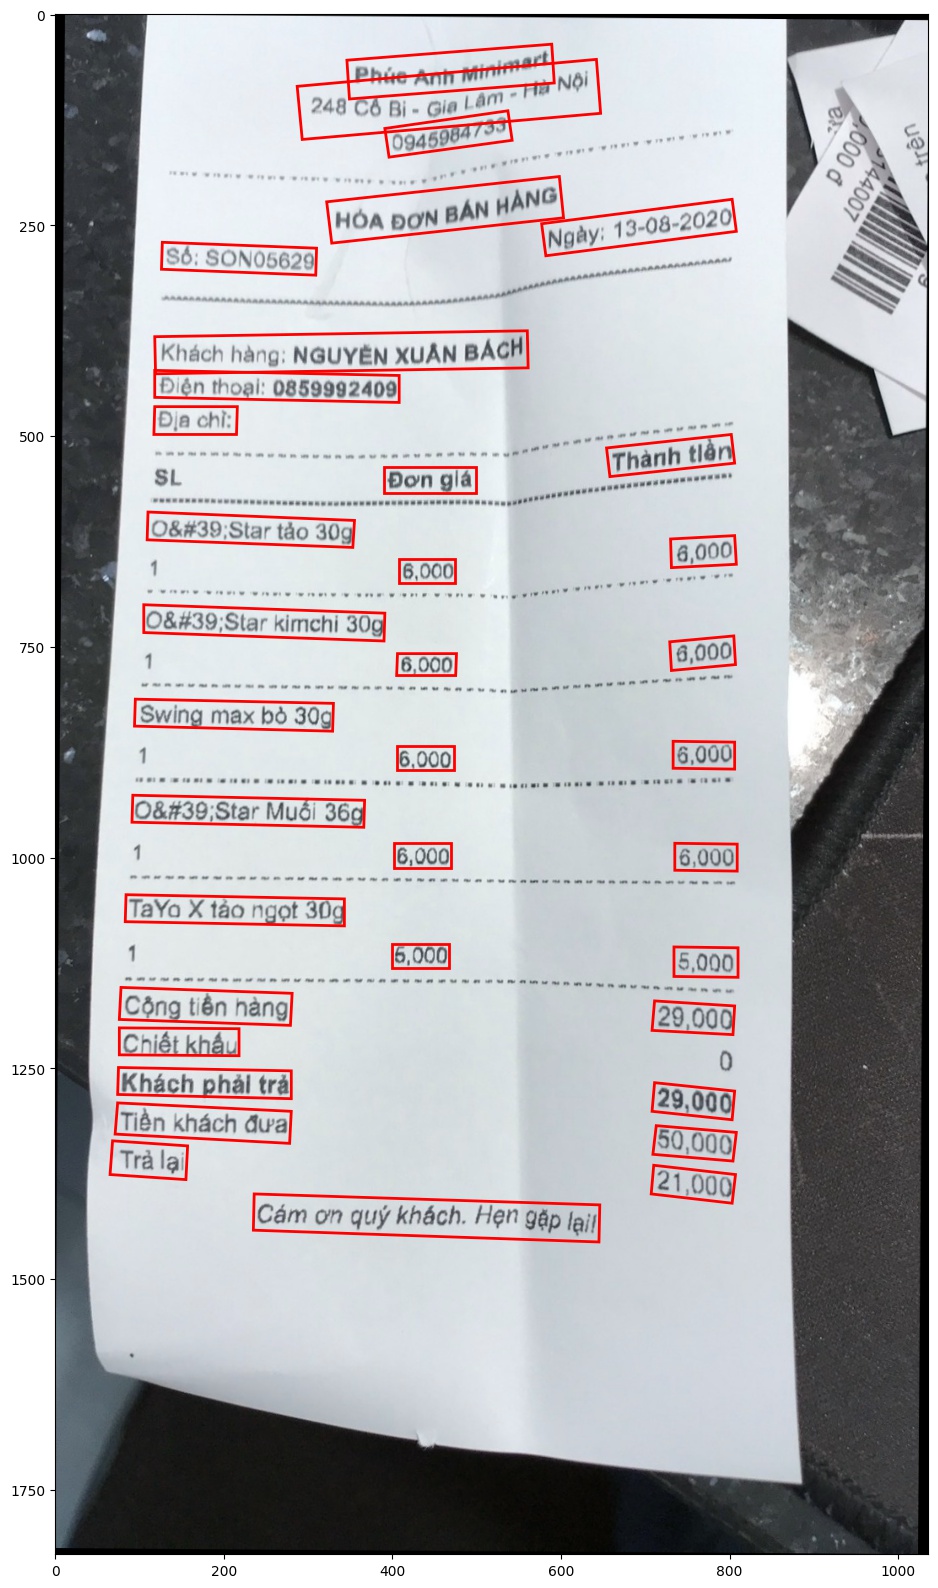 Phúc Anh Minimart
248 Cổ Bi - Gia Lâm - Hà Nội
0945984733
HÓA ĐƠN BÁN HÀNG
Ngày: 13-08-2020
Số: SON05629
Khách hàng: NGUYỄN XUÂN BÁCH
Điện thoại: 0859992409
Địa chỉ:
SL Đơn giá Thành tiền
O&#39;Star tảo 30g
1 6,000 6,000
O&#39;Star kimchi 30g
1 6,000 6,000
Swing max bò 30g
1 6,000 6,000
O&#39;Star Muối 36g
1 6,000 6,000
TaYo X tảo ngọt 30g
1 5,000 5,000
Cộng tiền hàng 29,000
Chiết khấu 0
Khách phải trả 29,000
Tiền khách đưa 50,000
Trả lại 21,000
Cám ơn quý khách. Hẹn gặp lại!
0
250
500
750
1000
1250
1500
1750
0 200 400 600 800 1000